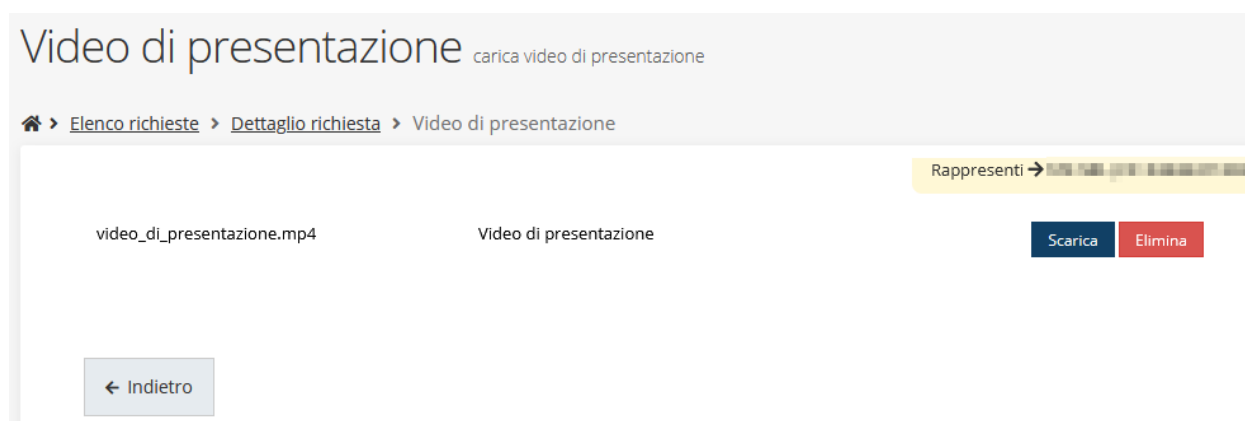 Video di presentazione carica video di presentazione
Elenco richieste > Dettaglio richiesta > Video di presentazione
Rappresenti
video_di_presentazione.mp4 Video di presentazione Scarica Elimina
Indietro